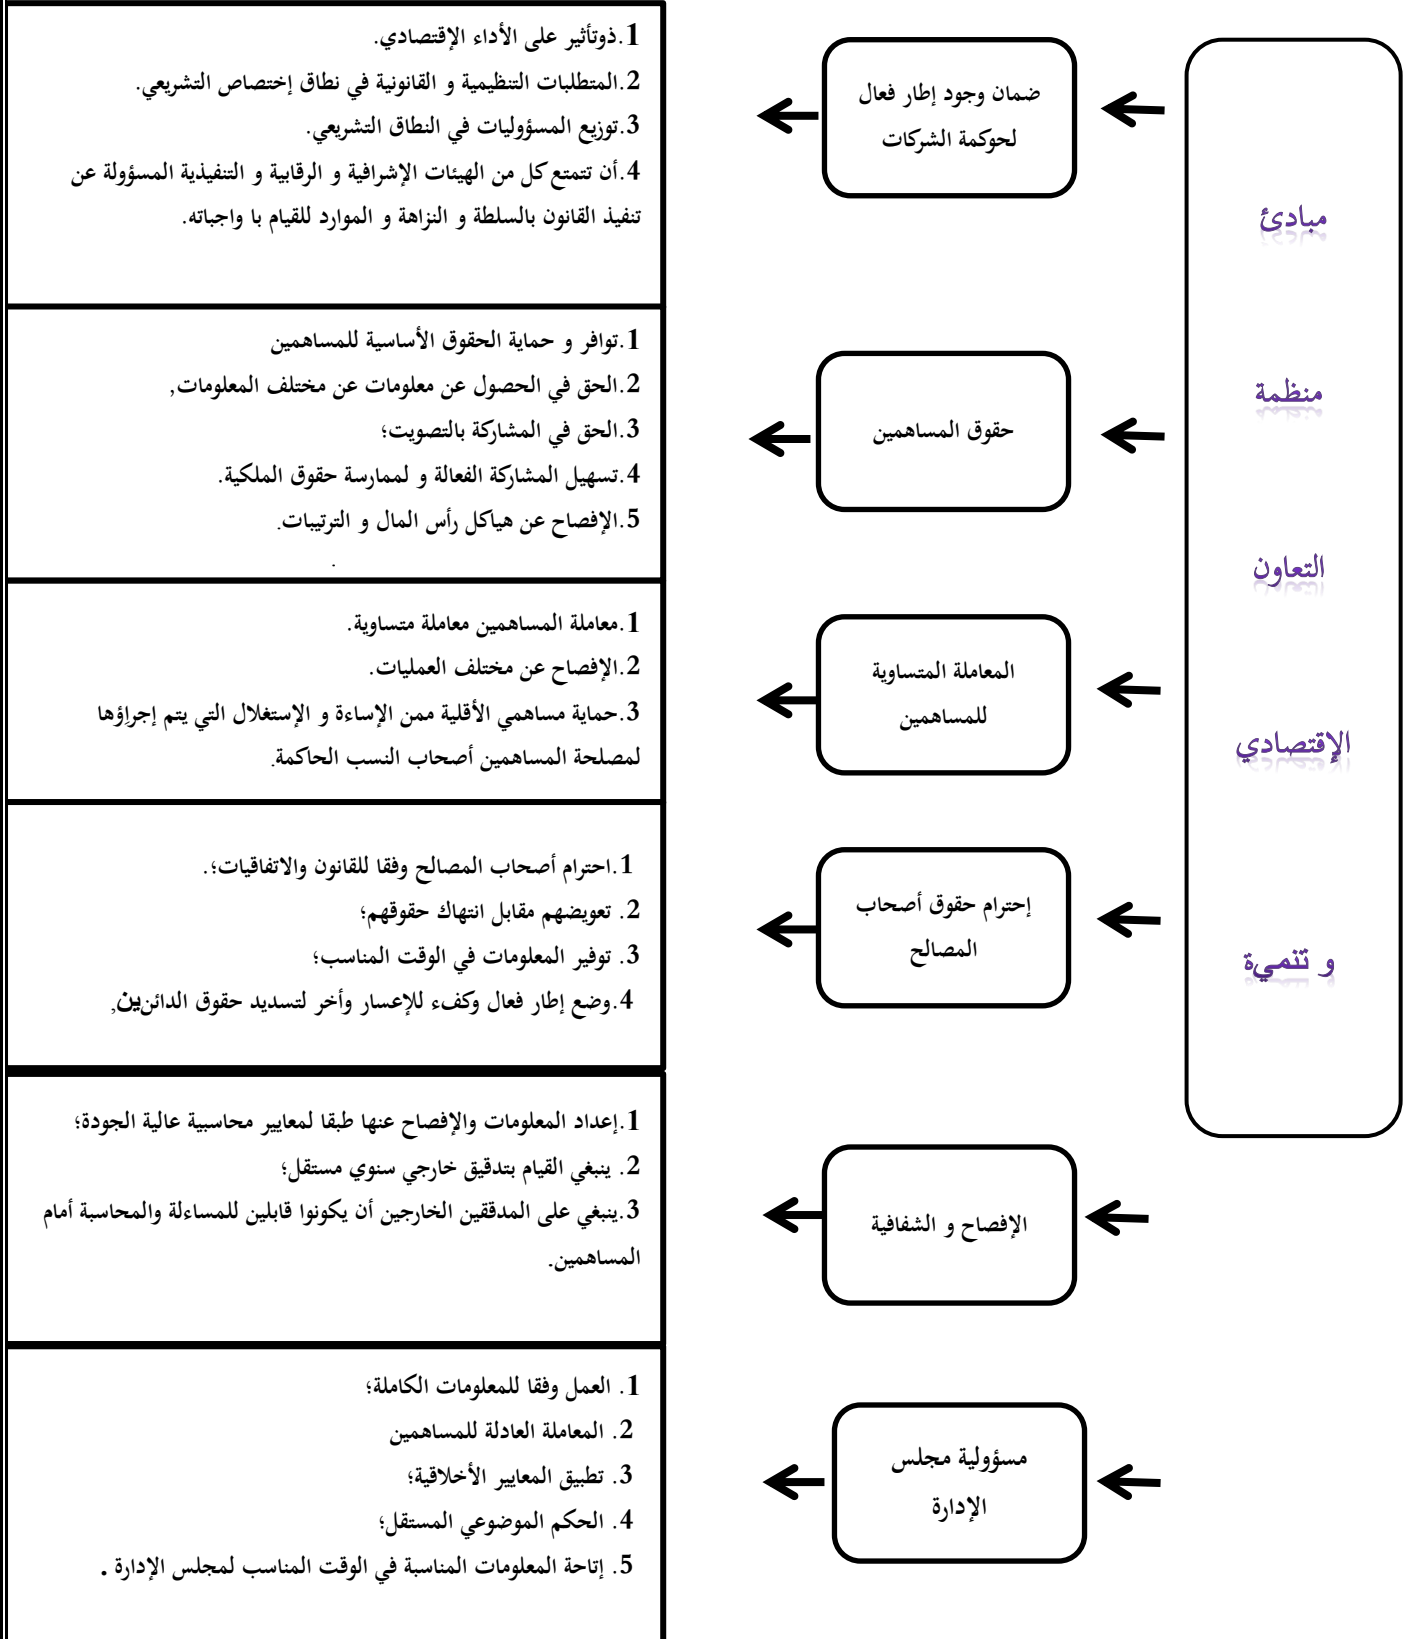 مبادئ
منظمة
التعاون
الإقتصادي
و تنمية
ضمان وجود إطار فعال
لحوكمة الشركات
1.ذوتأثير على الأداء الإقتصادي.
2.المتطلبات التنظيمية و القانونية في نطاق إختصاص التشريعي.
3.توزيع المسؤوليات في النطاق التشريعي.
4.أن تتمتع كل من الهيئات الإشرافية و الرقابية و التنفيذية المسؤولة عن
تنفيذ القانون بالسلطة و النزاهة و الموارد للقيام با واجباته.
حقوق المساهمين
1.توافر و حماية الحقوق الأساسية للمساهمين
2.الحق في الحصول عن معلومات عن مختلف المعلومات,
3.الحق في المشاركة بالتصويت؛
4.تسهيل المشاركة الفعالة و لممارسة حقوق الملكية.
5.الإفصاح عن هياكل رأس المال و الترتيبات.
.
المعاملة المتساوية
للمساهمين
1.معاملة المساهمين معاملة متساوية.
2.الإفصاح عن مختلف العمليات.
3.حماية مساهمي الأقلية ممن الإساءة و الإستغلال التي يتم إجراإؤها
لمصلحة المساهمين أصحاب النسب الحاكمة.
إحترام حقوق أصحاب
المصالح
1.احترام أصحاب المصالح وفقا للقانون والاتفاقيات؛.
2. تعويضهم مقابل انتهاك حقوقهم؛
3. توفير المعلومات في الوقت المناسب؛
4.وضع إطار فعال وكفء للإعسار وأخر لتسديد حقوق الدائنين,
الإفصاح و الشفافية
1.إعداد المعلومات والإفصاح عنها طبقا لمعايير محاسبية عالية الجودة؛
2. ينبغي القيام بتدقيق خارجي سنوي مستقل؛
3.ينبغي على المدققين الخارجين أن يكونوا قابلين للمساءلة والمحاسبة أمام
المساهمين.
مسؤولية مجلس
الإدارة
1. العمل وفقا للمعلومات الكاملة؛
2. المعاملة العادلة للمساهمين
3. تطبيق المعايير الأخلاقية؛
4. الحكم الموضوعي المستقل؛
5. إتاحة المعلومات المناسبة في الوقت المناسب لمجلس الإدارة .